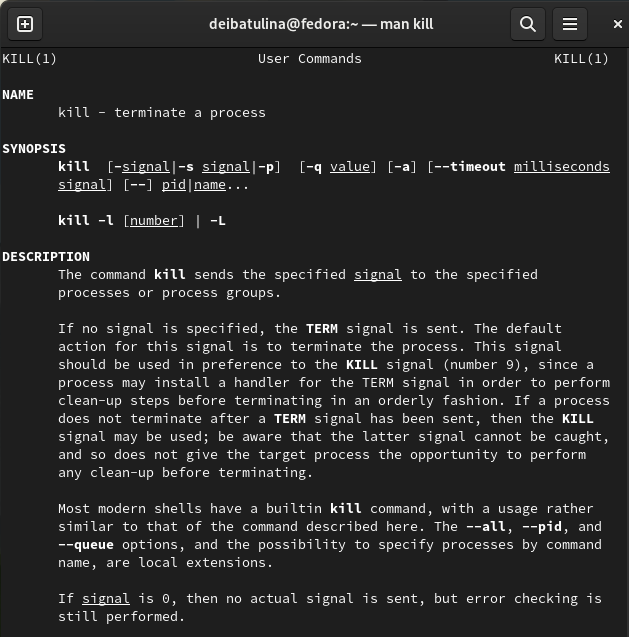 deibatulina@fedora:~ — man kill
KILL(1) User Commands KILL(1)
NAME
kill - terminate a process
SYNOPSIS
kill [-signal|-s signal|-p] [-q value] [-a] [--timeout milliseconds
signal] [--] pid|name...
kill -l [number] | -L
DESCRIPTION
The command kill sends the specified signal to the specified
processes or process groups.
If no signal is specified, the TERM signal is sent. The default
action for this signal is to terminate the process. This signal
should be used in preference to the KILL signal (number 9), since a
process may install a handler for the TERM signal in order to perform
clean-up steps before terminating in an orderly fashion. If a process
does not terminate after a TERM signal has been sent, then the KILL
signal may be used; be aware that the latter signal cannot be caught,
and so does not give the target process the opportunity to perform
any clean-up before terminating.
Most modern shells have a builtin kill command, with a usage rather
similar to that of the command described here. The --all, --pid, and
--queue options, and the possibility to specify processes by command
name, are local extensions.
If signal is 0, then no actual signal is sent, but error checking is
still performed.